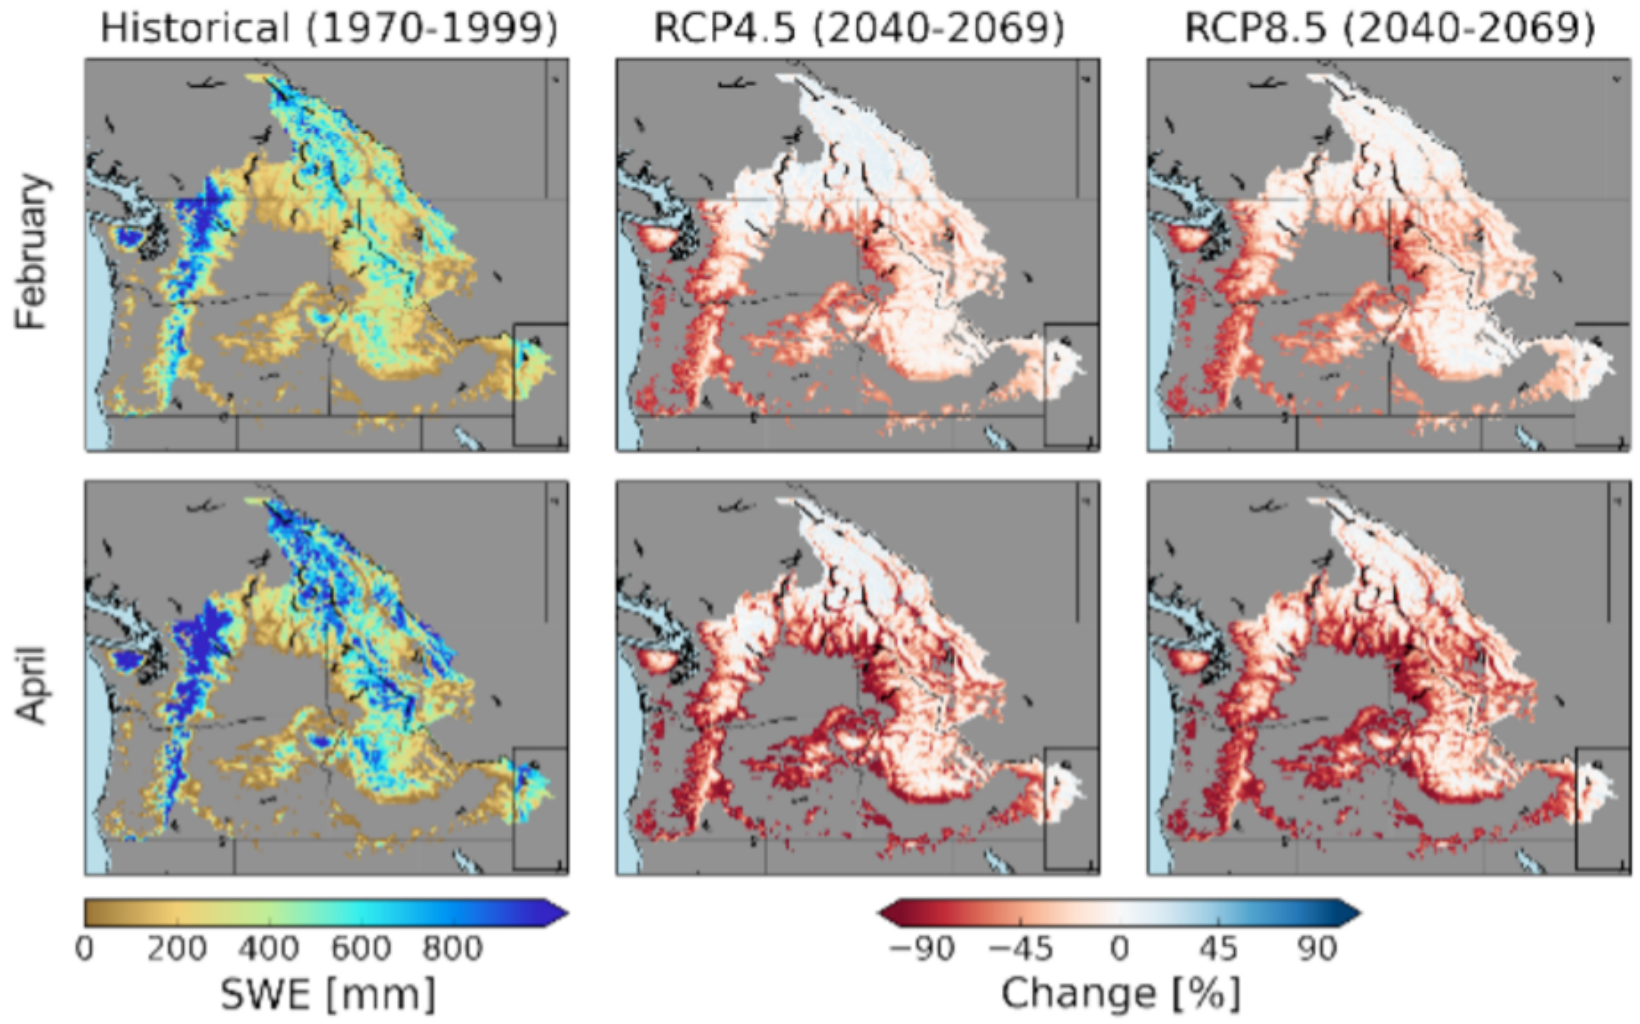 Historical (1970-1999)
RCP4.5 (2040-2069)
RCP8.5 (2040-2069)
February
April
0 200 400 600 800
SWE [mm]
−90 −45 0 45 90
Change [%]